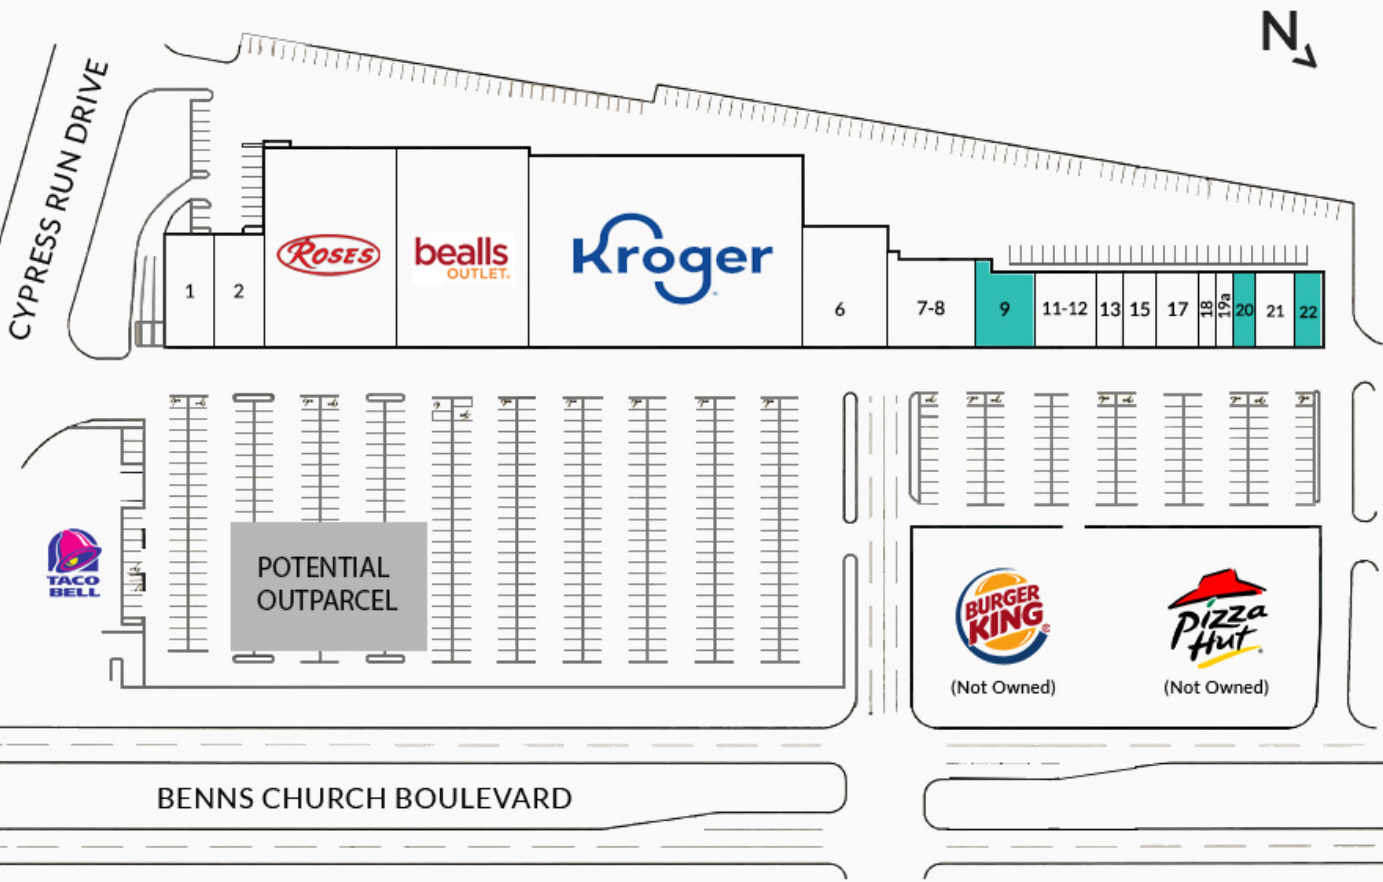 N
CYPRESS RUN DRIVE
ROSES
bealls
OUTLET
Kroger
1
2
6
7-8
9
11-12
13
15
17
18
19a
20
21
22
TACO
BELL
POTENTIAL
OUTPARCEL
BURGER
KING®
(Not Owned)
Pizza
Hut
(Not Owned)
BENNS CHURCH BOULEVARD